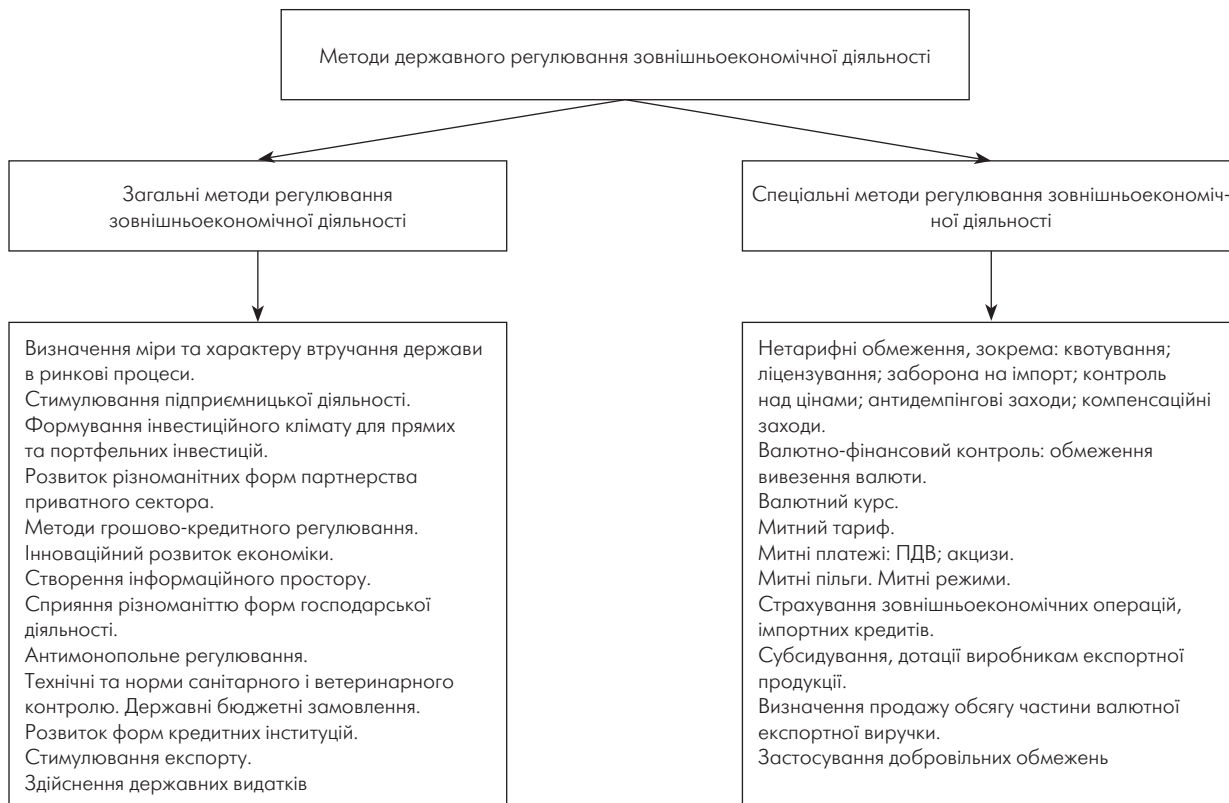 Методи державного регулювання зовнішньоекономічної діяльності
Загальні методи регулювання
зовнішньоекономічної діяльності
Спеціальні методи регулювання зовнішньоекономіч-
ної діяльності
Визначення міри та характеру втручання держави
в ринкові процеси.
Стимулювання підприємницької діяльності.
Формування інвестиційного клімату для прямих
та портфельних інвестицій.
Розвиток різноманітних форм партнерства
приватного сектора.
Методи грошово-кредитного регулювання.
Інноваційний розвиток економіки.
Створення інформаційного простору.
Сприяння різноманіттю форм господарської
діяльності.
Антимонопольне регулювання.
Технічні та норми санітарного і ветеринарного
контролю. Державні бюджетні замовлення.
Розвиток форм кредитних інституцій.
Стимулювання експорту.
Здійснення державних видатків
Нетарифні обмеження, зокрема: квотування;
ліцензування; заборона на імпорт; контроль
над цінами; антидемпінгові заходи; компенсаційні
заходи.
Валютно-фінансовий контроль: обмеження
вивезення валюти.
Валютний курс.
Митний тариф.
Митні платежі: ПДВ; акцизи.
Митні пільги. Митні режими.
Страхування зовнішньоекономічних операцій,
імпортних кредитів.
Субсидування, дотації виробникам експортної
продукції.
Визначення продажу обсягу частини валютної
експортної виручки.
Застосування добровільних обмежень